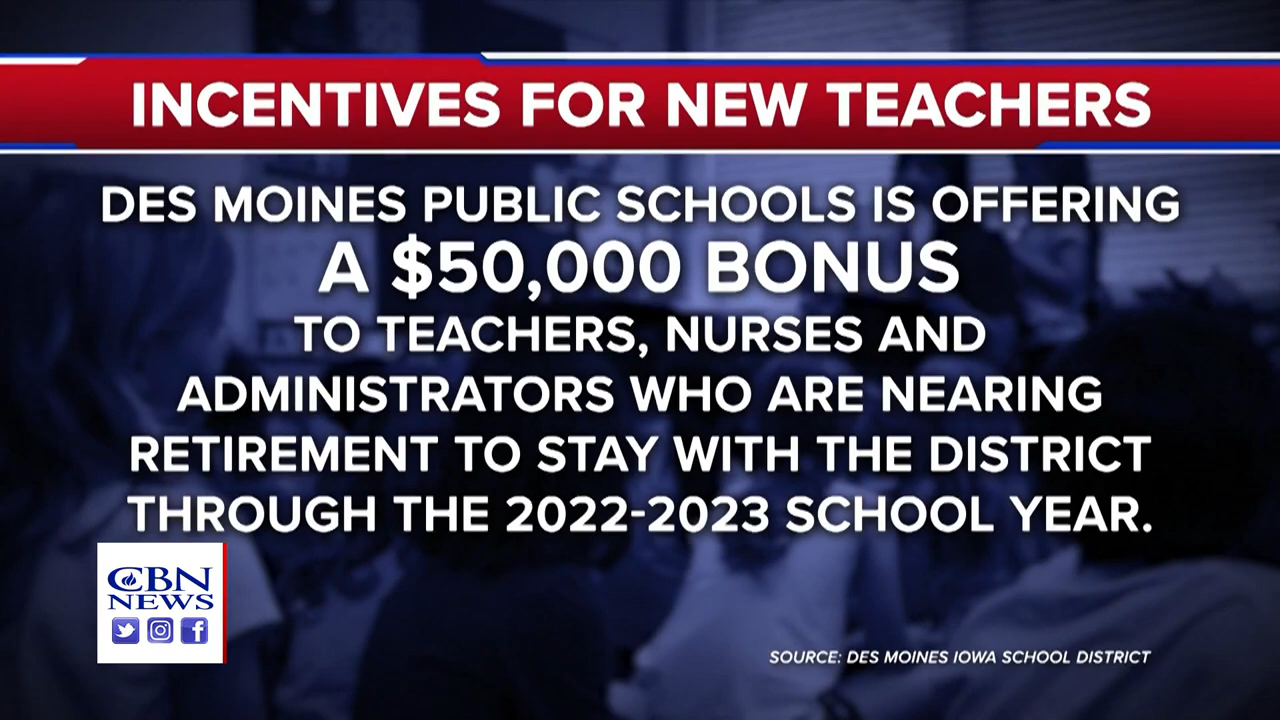 INCENTIVES FOR NEW TEACHERS
DES MOINES PUBLIC SCHOOLS IS OFFERING
A $50,000 BONUS
TO TEACHERS, NURSES AND
ADMINISTRATORS WHO ARE NEARING
RETIREMENT TO STAY WITH THE DISTRICT
THROUGH THE 2022-2023 SCHOOL YEAR.
CBN
NEWS
SOURCE: DES MOINES IOWA SCHOOL DISTRICT